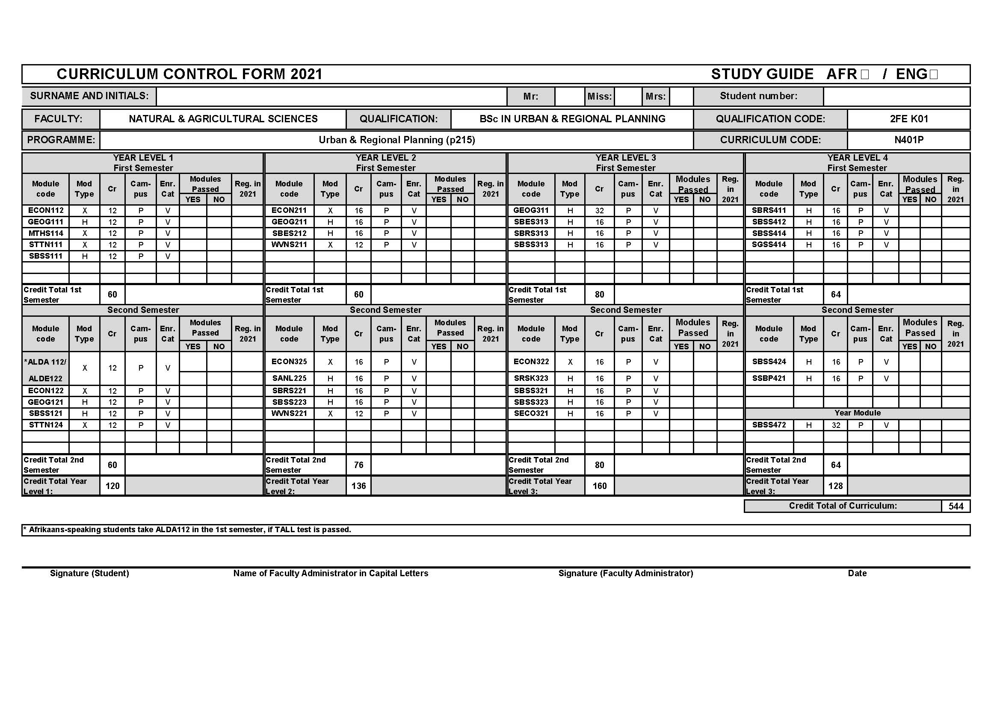 CURRICULUM CONTROL FORM 2021 STUDY GUIDE AFR□ / ENG□
SURNAME AND INITIALS: Mr: Miss: Mrs: Student number:
FACULTY: NATURAL & AGRICULTURAL SCIENCES QUALIFICATION: BSc IN URBAN & REGIONAL PLANNING QUALIFICATION CODE: 2FE K01
PROGRAMME: Urban & Regional Planning (p215) CURRICULUM CODE: N401P
YEAR LEVEL 1
First Semester
Module code Mod Type Cr Cam-pus Enr. Cat Modules Passed YES NO Reg. in 2021
ECON112 X 12 P V
GEOG111 H 12 P V
MTHS114 X 12 P V
STTN111 X 12 P V
SBSS111 H 12 P V
Credit Total 1st Semester 60
Second Semester
Module code Mod Type Cr Cam-pus Enr. Cat Modules Passed YES NO Reg. in 2021
*ALDA 112/
ALDE122 X 12 P V
ECON122 X 12 P V
GEOG121 H 12 P V
SBSS121 H 12 P V
STTN124 X 12 P V
Credit Total 2nd Semester 60
Credit Total Year Level 1: 120
YEAR LEVEL 2
First Semester
Module code Mod Type Cr Cam-pus Enr. Cat Modules Passed YES NO Reg. in 2021
ECON211 X 16 P V
GEOG211 H 16 P V
SBES212 H 16 P V
WVNS211 X 12 P V
Credit Total 1st Semester 60
Second Semester
Module code Mod Type Cr Cam-pus Enr. Cat Modules Passed YES NO Reg. in 2021
ECON325 X 16 P V
SANL225 H 16 P V
SBRS221 H 16 P V
SBSS223 H 16 P V
WVNS221 X 12 P V
Credit Total 2nd Semester 76
Credit Total Year Level 2: 136
YEAR LEVEL 3
First Semester
Module code Mod Type Cr Cam-pus Enr. Cat Modules Passed YES NO Reg. in 2021
GEOG311 H 32 P V
SBES313 H 16 P V
SBRS313 H 16 P V
SBSS313 H 16 P V
Credit Total 1st Semester 80
Second Semester
Module code Mod Type Cr Cam-pus Enr. Cat Modules Passed YES NO Reg. in 2021
ECON322 X 16 P V
SRSK323 H 16 P V
SBSS321 H 16 P V
SBSS323 H 16 P V
SECO321 H 16 P V
Credit Total 2nd Semester 80
Credit Total Year Level 3: 160
YEAR LEVEL 4
First Semester
Module code Mod Type Cr Cam-pus Enr. Cat Modules Passed YES NO Reg. in 2021
SBRS411 H 16 P V
SBSS412 H 16 P V
SBSS414 H 16 P V
SGSS414 H 16 P V
Credit Total 1st Semester 64
Second Semester
Module code Mod Type Cr Cam-pus Enr. Cat Modules Passed YES NO Reg. in 2021
SBSS424 H 16 P V
SSBP421 H 16 P V
Year Module
SBSS472 H 32 P V
Credit Total 2nd Semester 64
Credit Total Year Level 3: 128
Credit Total of Curriculum: 544
* Afrikaans-speaking students take ALDA112 in the 1st semester, if TALL test is passed.
Signature (Student) Name of Faculty Administrator in Capital Letters Signature (Faculty Administrator) Date